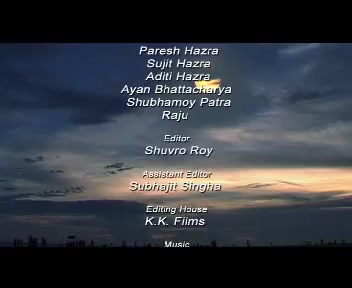 Paresh Hazra
Sujit Hazra
Aditi Hazra
Ayan Bhattacharya
Shubhamoy Patra
Raju
Editor
Shuvro Roy
Assistant Editor
Subhajit Singha
Editing House
K.K. Films
Music